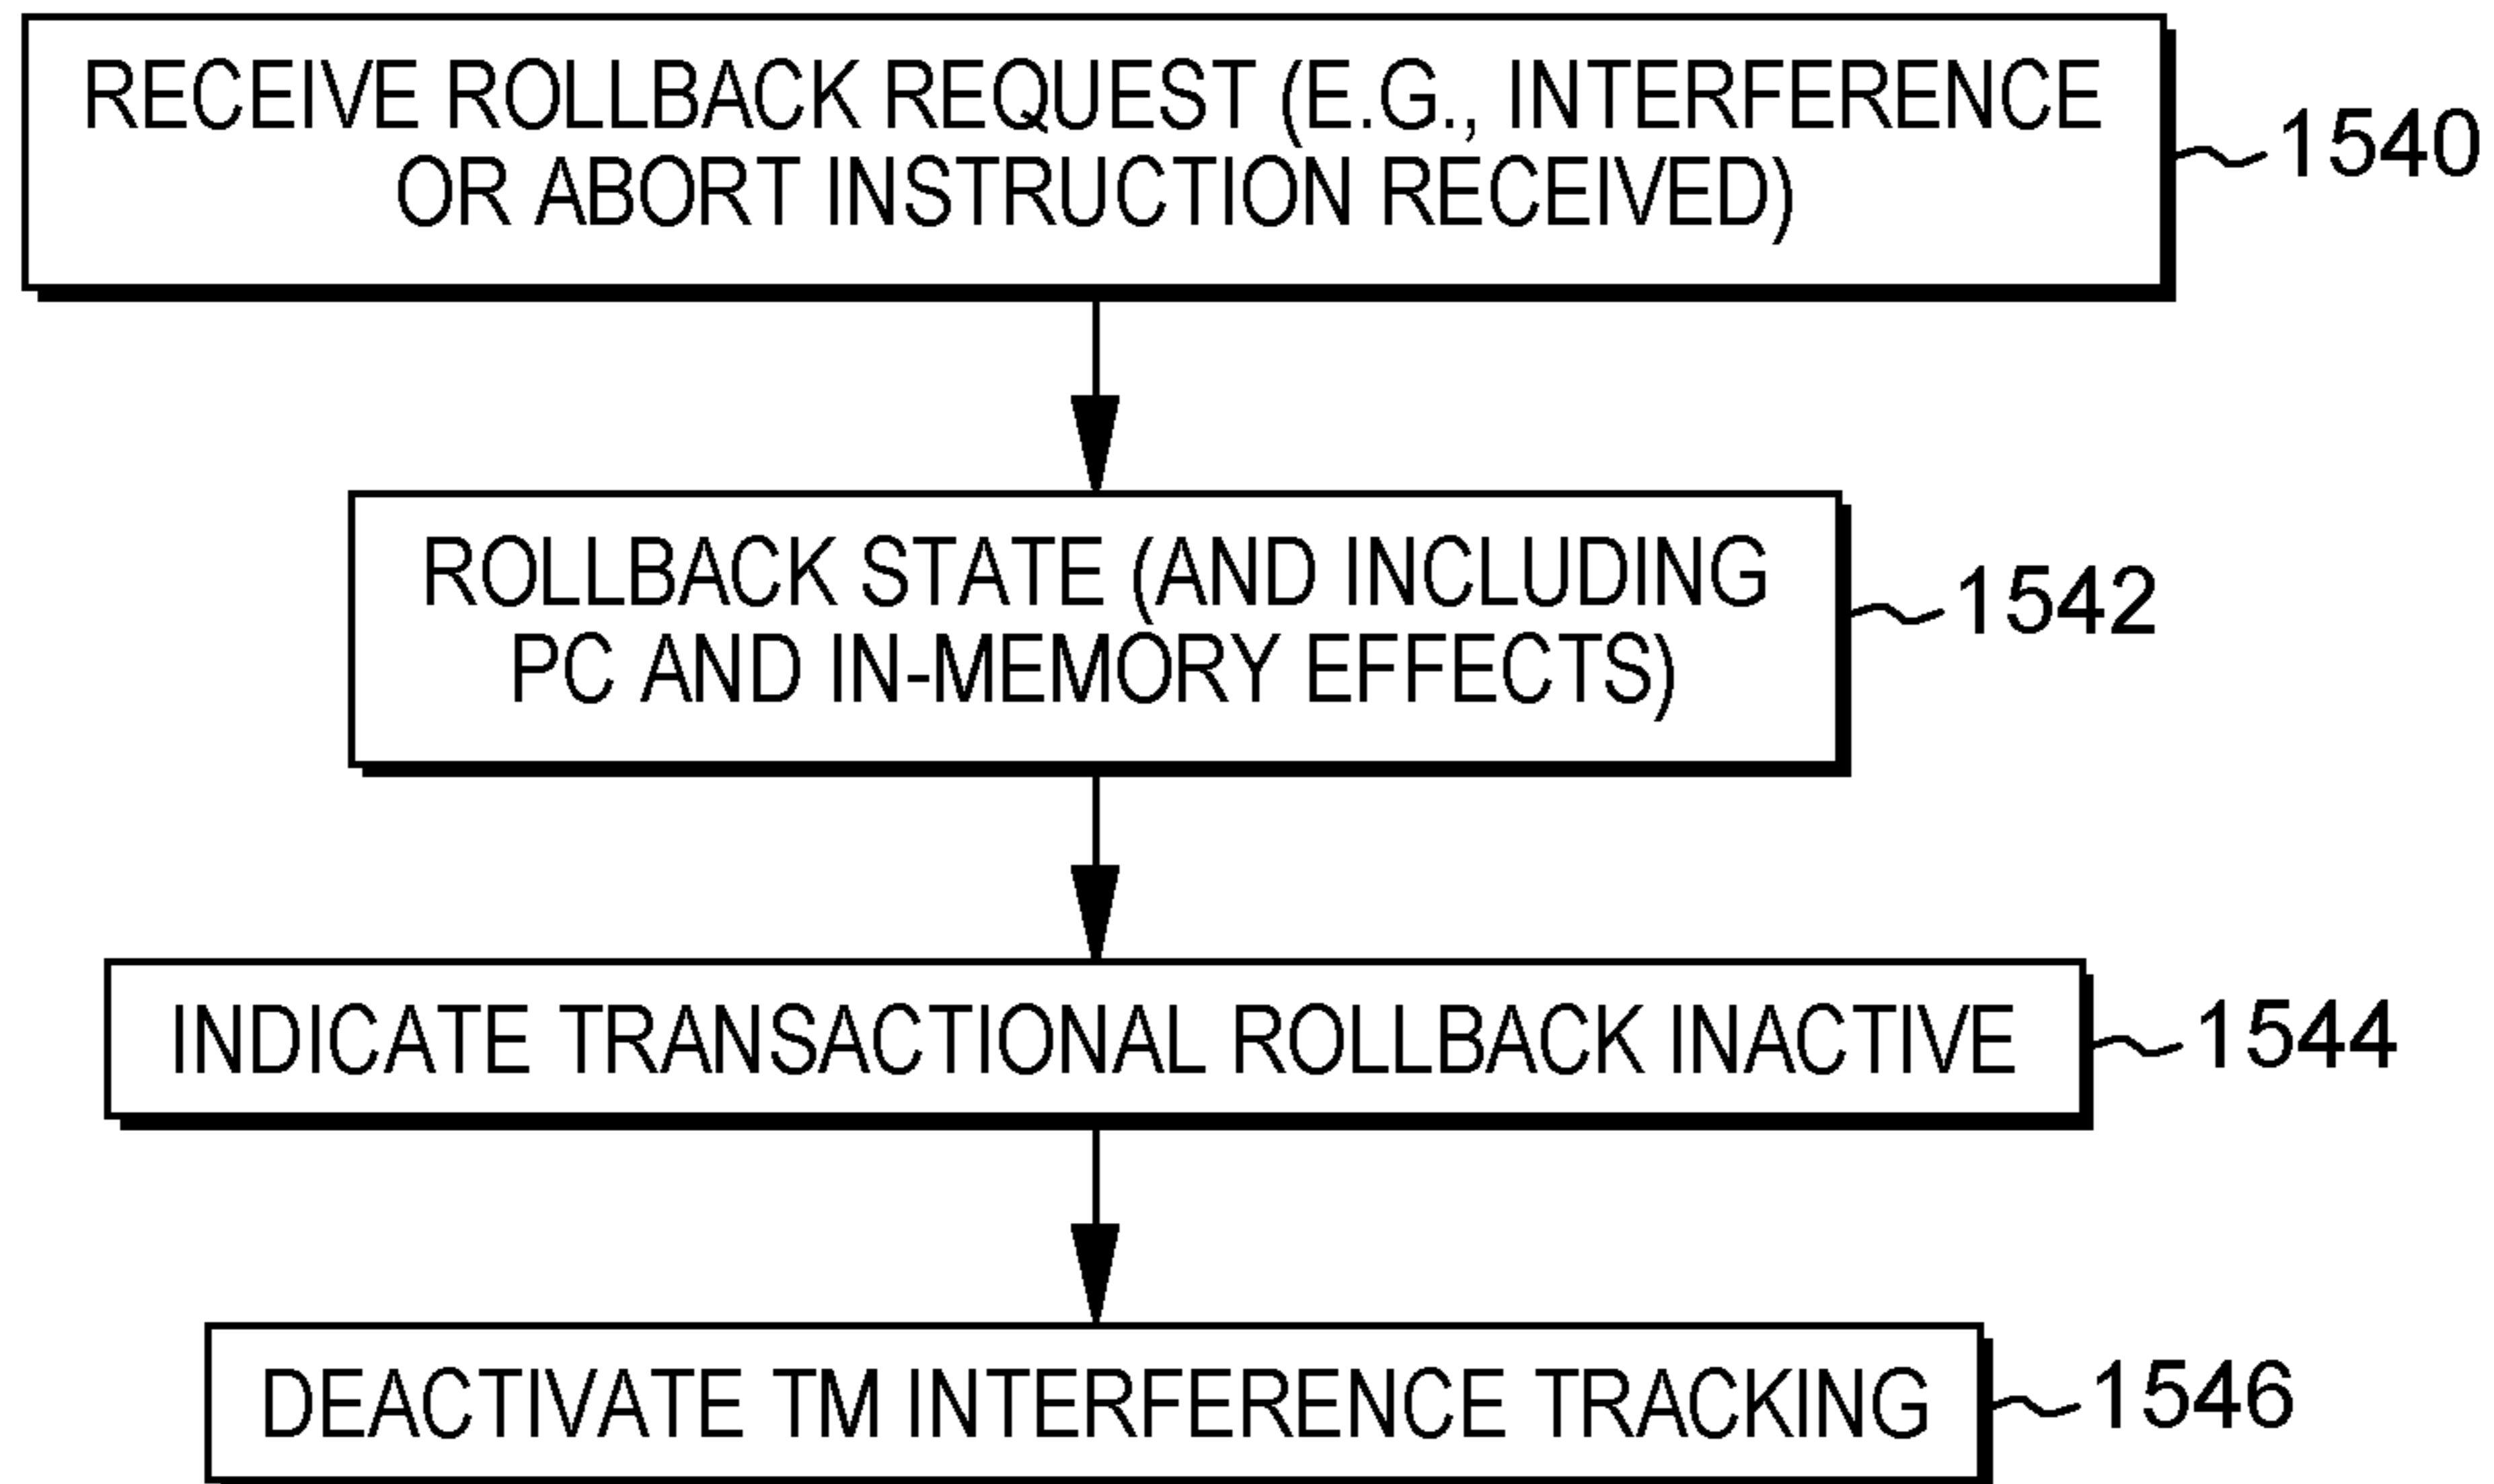 RECEIVE ROLLBACK REQUEST (E.G., INTERFERENCE
OR ABORT INSTRUCTION RECEIVED)
1540
ROLLBACK STATE (AND INCLUDING
PC AND IN-MEMORY EFFECTS)
1542
INDICATE TRANSACTIONAL ROLLBACK INACTIVE
1544
DEACTIVATE TM INTERFERENCE TRACKING
1546